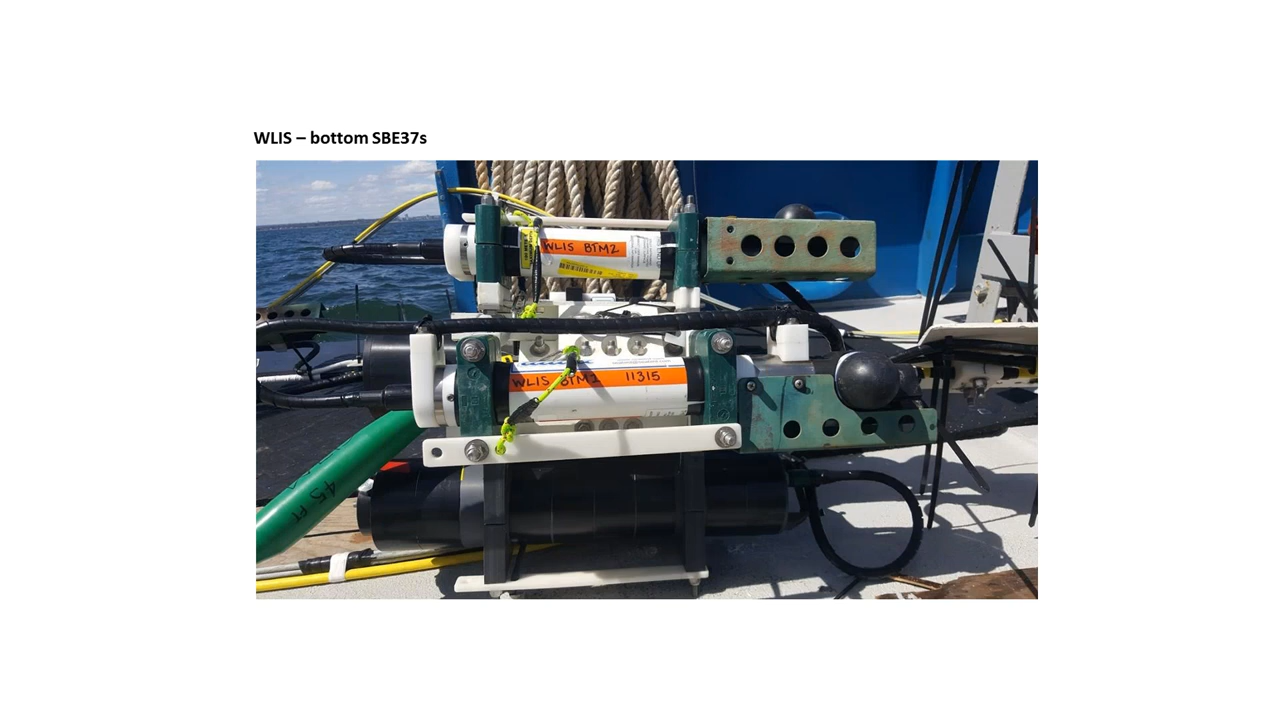 WLIS – bottom SBE37s
WLIS BTM2
WLIS BTM2 11315
45 FT